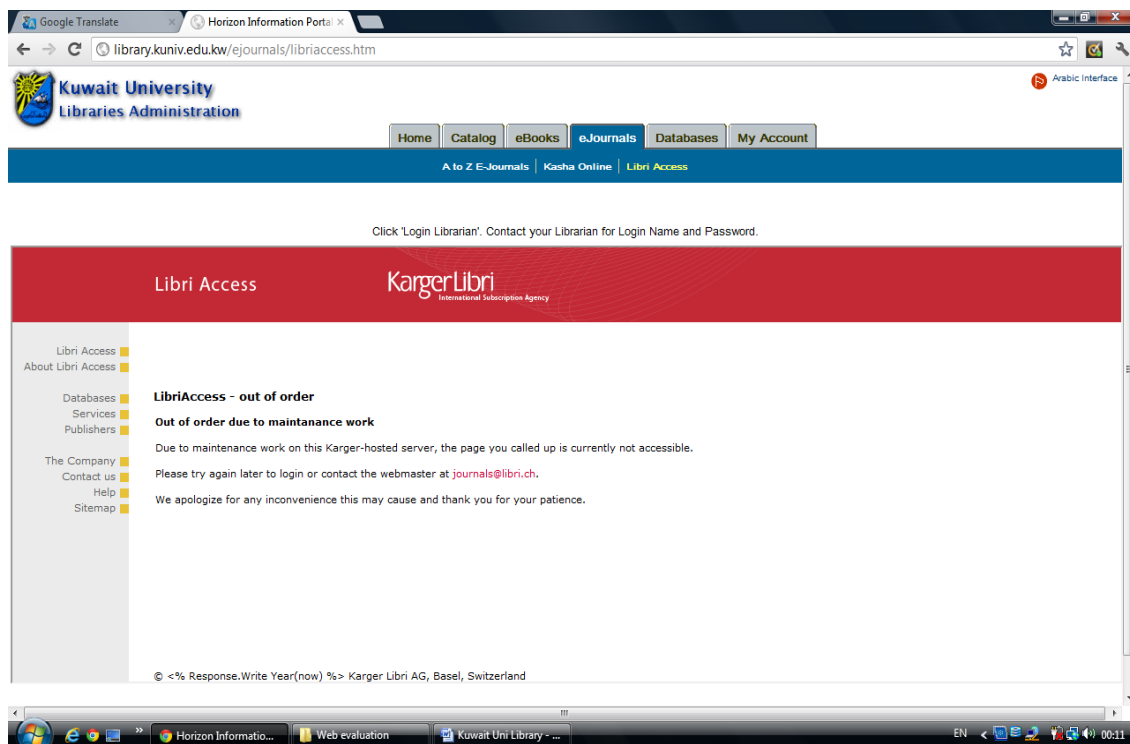 Google Translate
Horizon Information Portal
library.kuniv.edu.kw/ejournals/libriaccess.htm
Kuwait University
Libraries Administration
Arabic Interface
Home Catalog eBooks eJournals Databases My Account
A to Z E-Journals Kasha Online Libri Access
Click 'Login Librarian'. Contact your Librarian for Login Name and Password.
Libri Access
KargerLibri
International Subscription Agency
Libri Access
About Libri Access
Databases
Services
Publishers
The Company
Contact us
Help
Sitemap
LibriAccess - out of order
Out of order due to maintanance work
Due to maintenance work on this Karger-hosted server, the page you called up is currently not accessible.
Please try again later to login or contact the webmaster at journals@libri.ch.
We apologize for any inconvenience this may cause and thank you for your patience.
© <% Response.Write Year(now) %> Karger Libri AG, Basel, Switzerland
Horizon Informatio... Web evaluation Kuwait Uni Library - ... EN 00:11